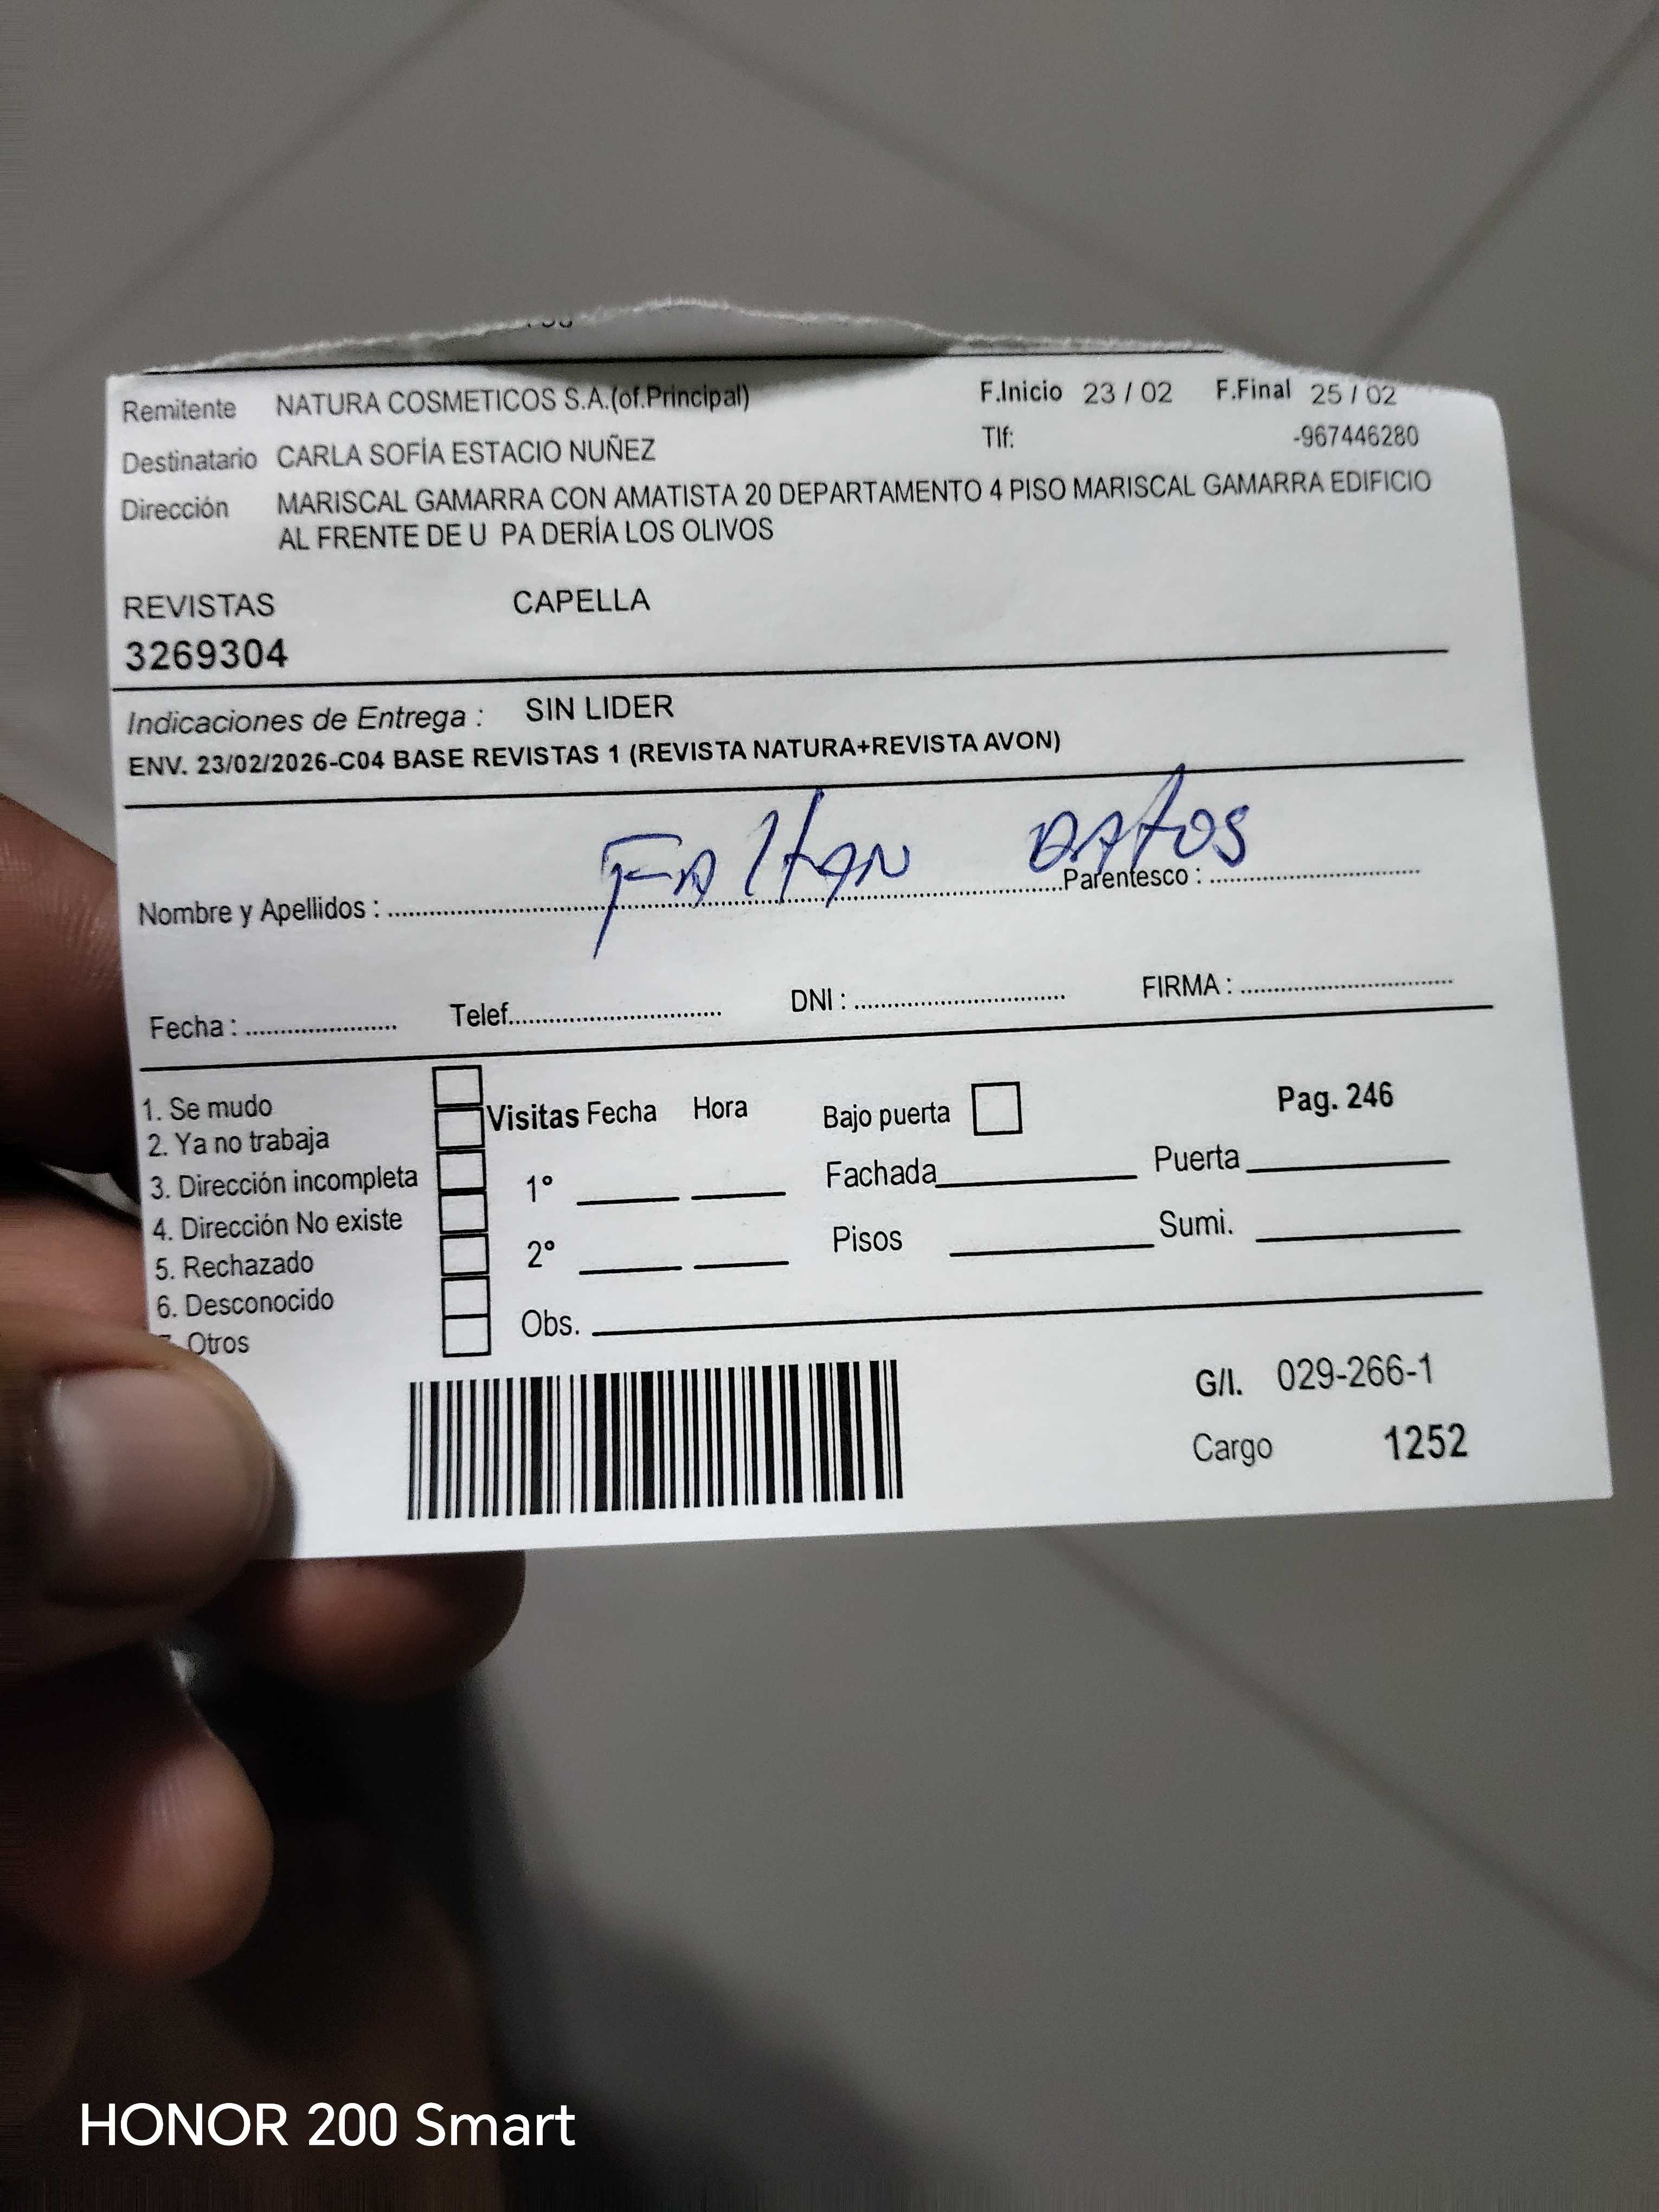 Remitente NATURA COSMETICOS S.A.(of.Principal) F.Inicio 23 / 02 F.Final 25 / 02
Destinatario CARLA SOFÍA ESTACIO NUÑEZ Tlf: -967446280
Dirección MARISCAL GAMARRA CON AMATISTA 20 DEPARTAMENTO 4 PISO MARISCAL GAMARRA EDIFICIO
AL FRENTE DE U PA DERÍA LOS OLIVOS
REVISTAS CAPELLA
3269304
Indicaciones de Entrega : SIN LIDER
ENV. 23/02/2026-C04 BASE REVISTAS 1 (REVISTA NATURA+REVISTA AVON)
FAltAN DATOS
Nombre y Apellidos : Parentesco :
Fecha : Telef. DNI : FIRMA :
1. Se mudo
2. Ya no trabaja
3. Dirección incompleta
4. Dirección No existe
5. Rechazado
6. Desconocido
Otros
Visitas Fecha Hora
1°
2°
Obs.
Bajo puerta
Fachada Puerta
Pisos Sumi.
Pag. 246
G/I. 029-266-1
Cargo 1252
HONOR 200 Smart